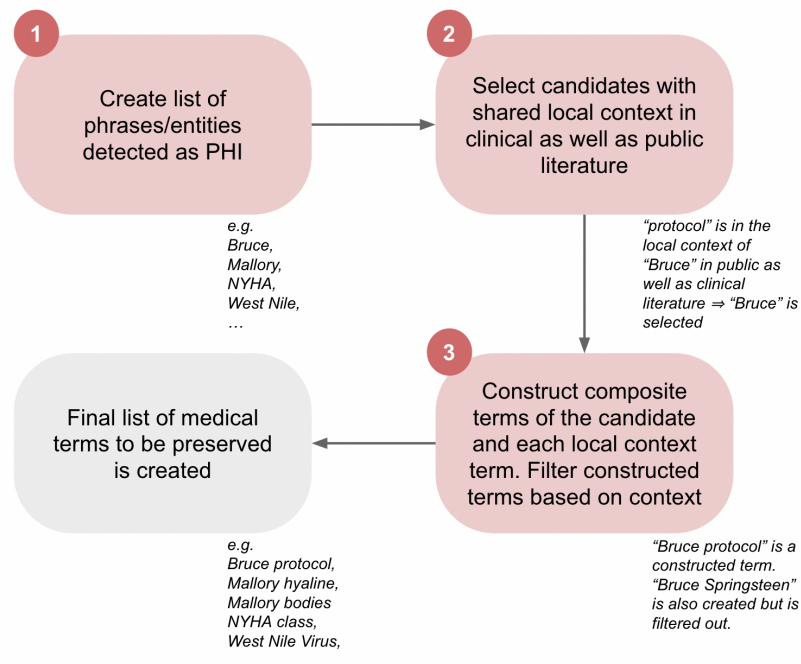 1
Create list of
phrases/entities
detected as PHI
e.g.
Bruce,
Mallory,
NYHA,
West Nile,
…
2
Select candidates with
shared local context in
clinical as well as public
literature
“protocol” is in the
local context of
“Bruce” in public as
well as clinical
literature ⇒ “Bruce” is
selected
3
Construct composite
terms of the candidate
and each local context
term. Filter constructed
terms based on context
“Bruce protocol” is a
constructed term.
“Bruce Springsteen”
is also created but is
filtered out.
Final list of medical
terms to be preserved
is created
e.g.
Bruce protocol,
Mallory hyaline,
Mallory bodies
NYHA class,
West Nile Virus,